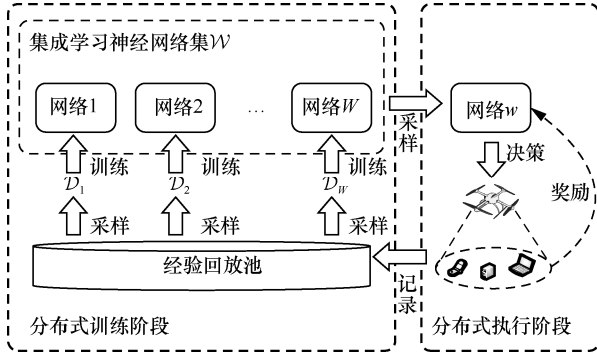 集成学习神经网络集𝒲
网络1
网络2
…
网络W
采样
网络w
训练
训练
训练
决策
𝒟₁
𝒟₂
𝒟_W
奖励
采样
采样
采样
经验回放池
记录
分布式训练阶段
分布式执行阶段